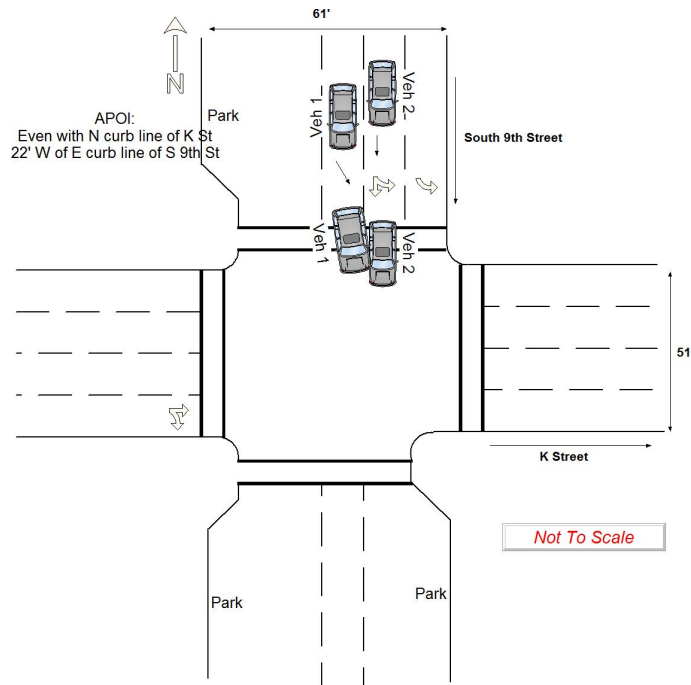 61'
N
Park
APOI:
Even with N curb line of K St
22' W of E curb line of S 9th St
Veh 1
Veh 2
South 9th Street
Veh 1
Veh 2
51
K Street
Not To Scale
Park
Park